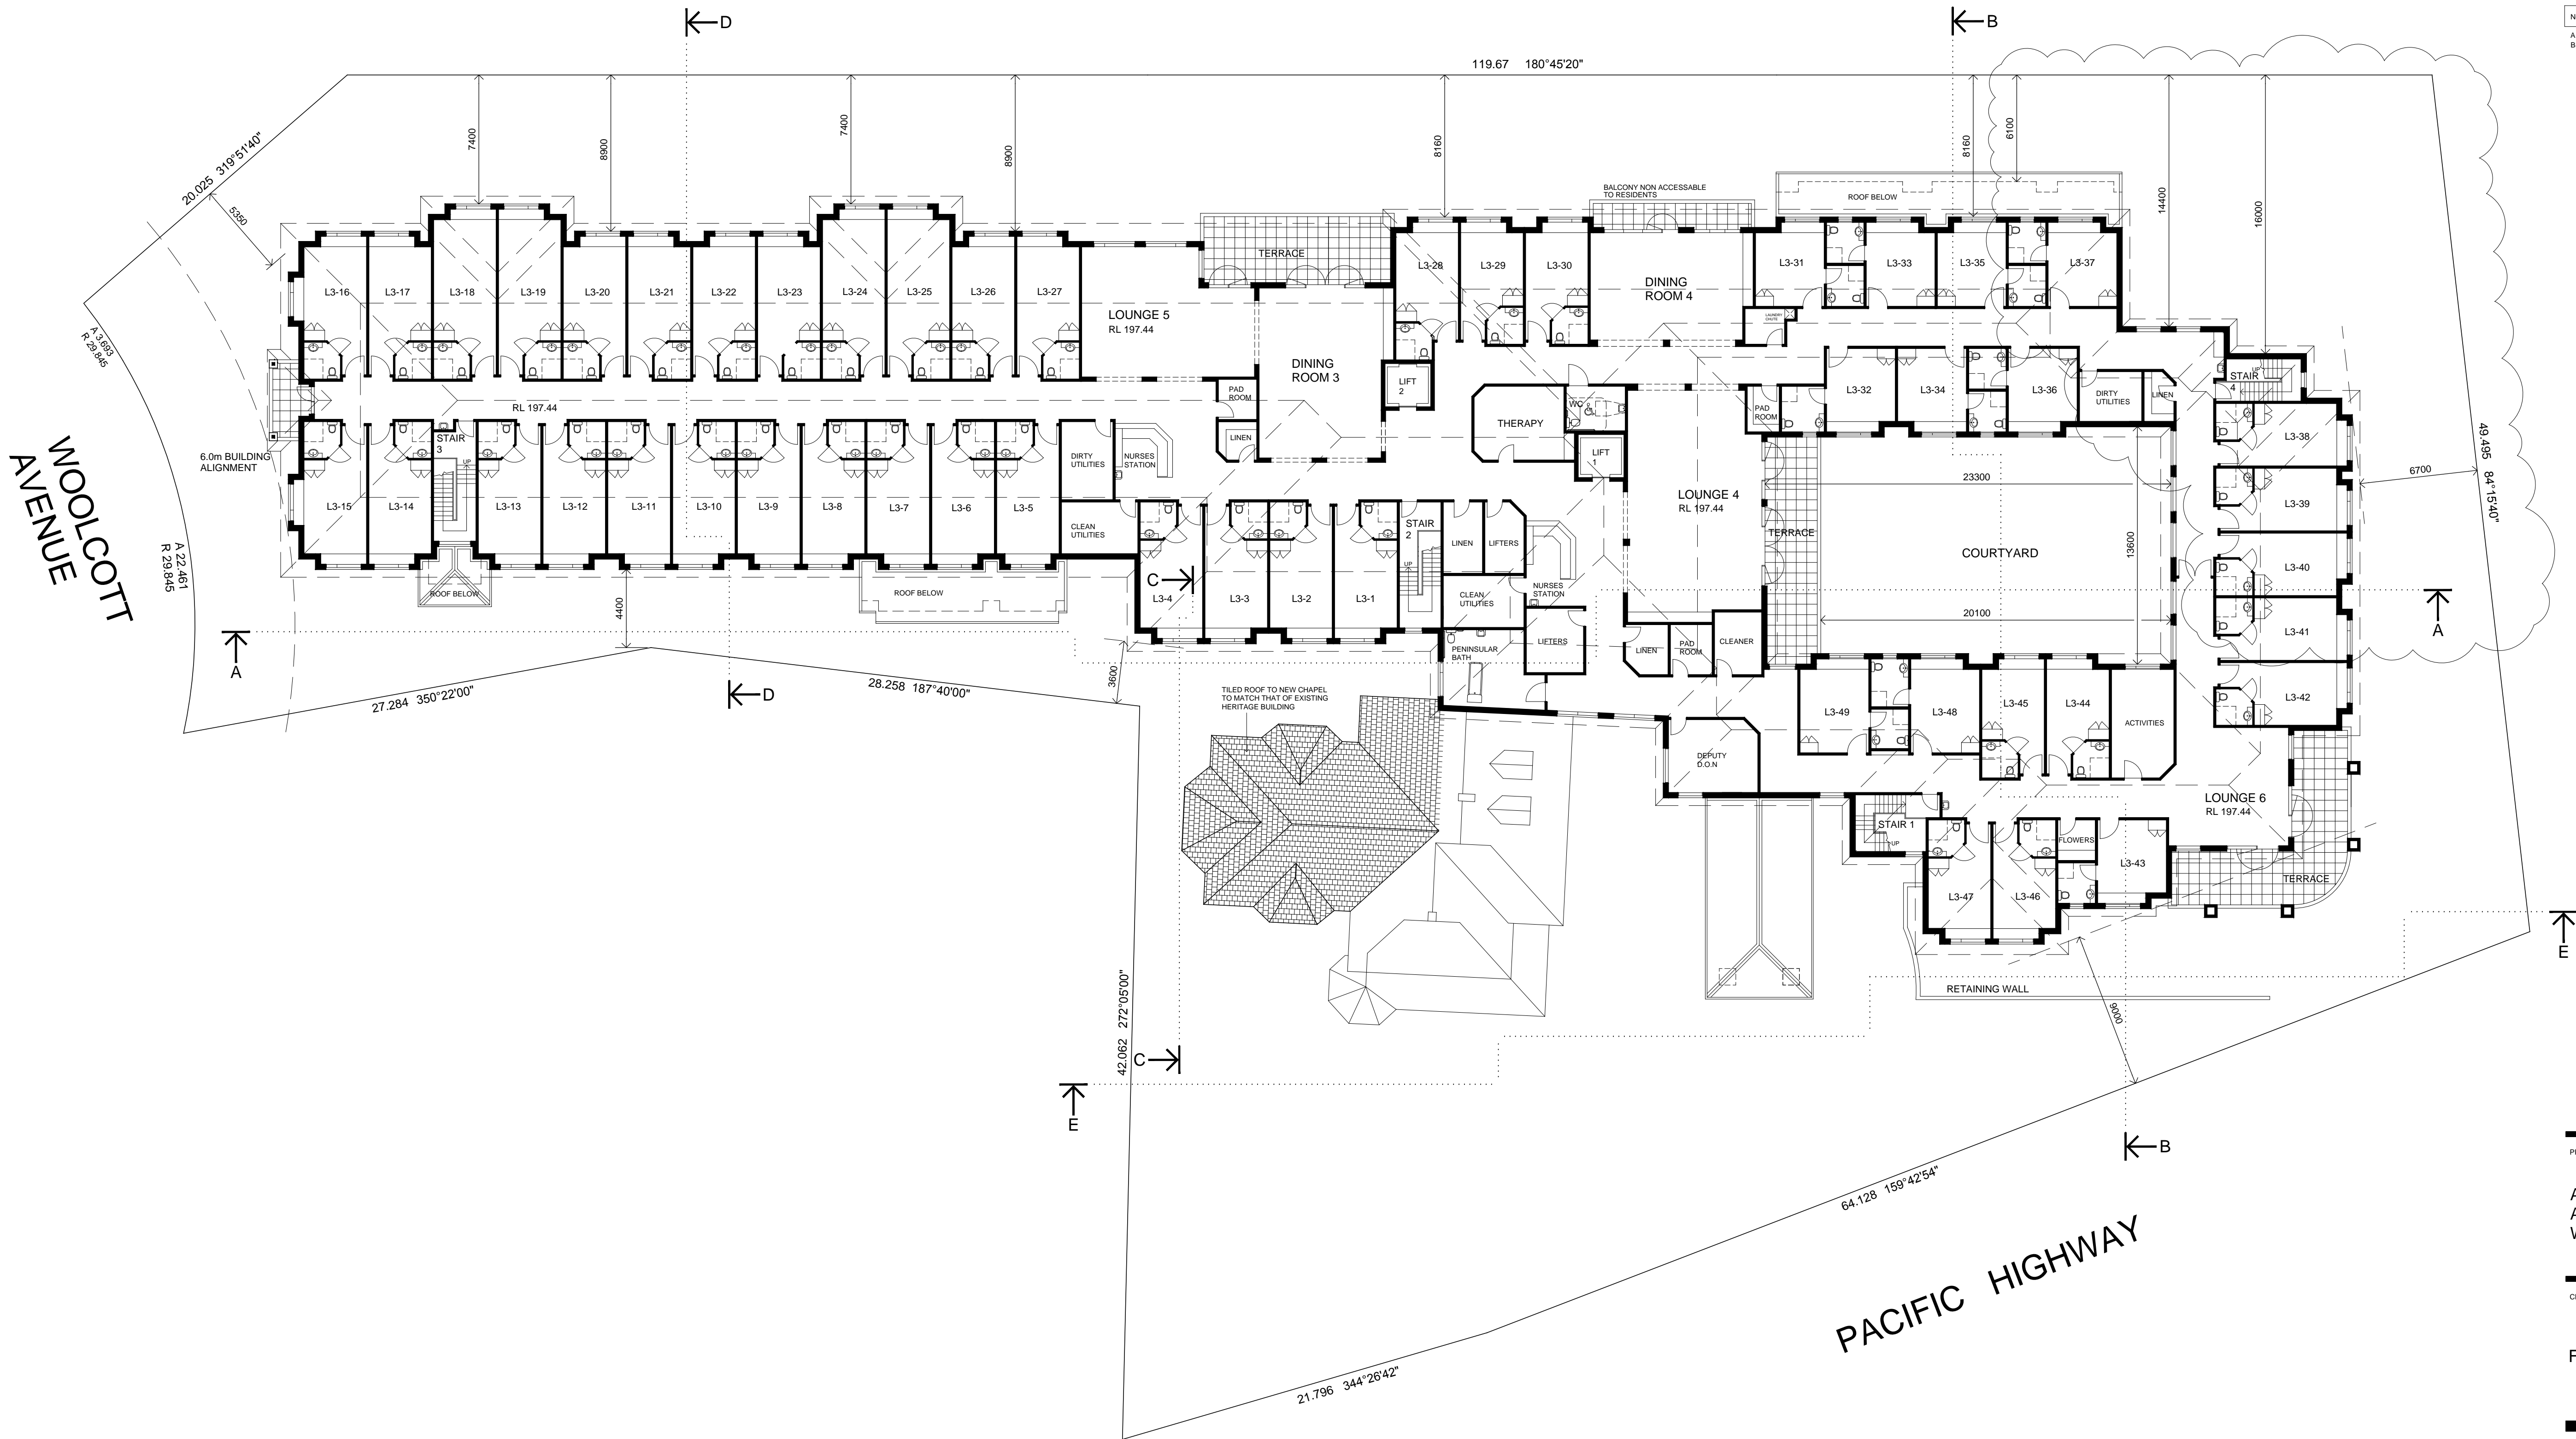 D
B
N
A
B
119.67 180°45'20"
20.025 319°51'40"
7400
8900
7400
8900
8160
8160
6100
14400
16000
5350
BALCONY NON ACCESSABLE
TO RESIDENTS
ROOF BELOW
TERRACE
L3-16
L3-17
L3-18
L3-19
L3-20
L3-21
L3-22
L3-23
L3-24
L3-25
L3-26
L3-27
LOUNGE 5
RL 197.44
DINING
ROOM 3
L3-28
L3-29
L3-30
DINING
ROOM 4
L3-31
L3-33
L3-35
L3-37
LAUNDRY
CHUTE
A 3.693
R 29.845
RL 197.44
PAD
ROOM
LINEN
LIFT
2
THERAPY
WC
LIFT
1
PAD
ROOM
L3-32
L3-34
L3-36
DIRTY
UTILITIES
LINEN
STAIR
4
UP
L3-38
L3-39
L3-40
L3-41
L3-42
6700
49.495 84°15'40"
WOOLCOTT
AVENUE
6.0m BUILDING
ALIGNMENT
A 22.461
R 29.845
STAIR
3
UP
L3-15
L3-14
L3-13
L3-12
L3-11
L3-10
L3-9
L3-8
L3-7
L3-6
L3-5
DIRTY
UTILITIES
NURSES
STATION
CLEAN
UTILITIES
L3-4
L3-3
L3-2
L3-1
STAIR
2
UP
LINEN
LIFTERS
CLEAN
UTILITIES
NURSES
STATION
LIFTERS
PENINSULAR
BATH
LOUNGE 4
RL 197.44
TERRACE
23300
COURTYARD
13600
20100
LINEN
PAD
ROOM
CLEANER
ROOF BELOW
ROOF BELOW
4400
C
A
A
3600
27.284 350°22'00"
28.258 187°40'00"
D
TILED ROOF TO NEW CHAPEL
TO MATCH THAT OF EXISTING
HERITAGE BUILDING
DEPUTY
D.O.N
L3-49
L3-48
L3-45
L3-44
ACTIVITIES
LOUNGE 6
RL 197.44
STAIR 1
UP
FLOWERS
L3-43
L3-47
L3-46
TERRACE
E
RETAINING WALL
9000
42.062 272°05'00"
C
E
B
64.128 159°42'54"
PACIFIC HIGHWAY
21.796 344°26'42"